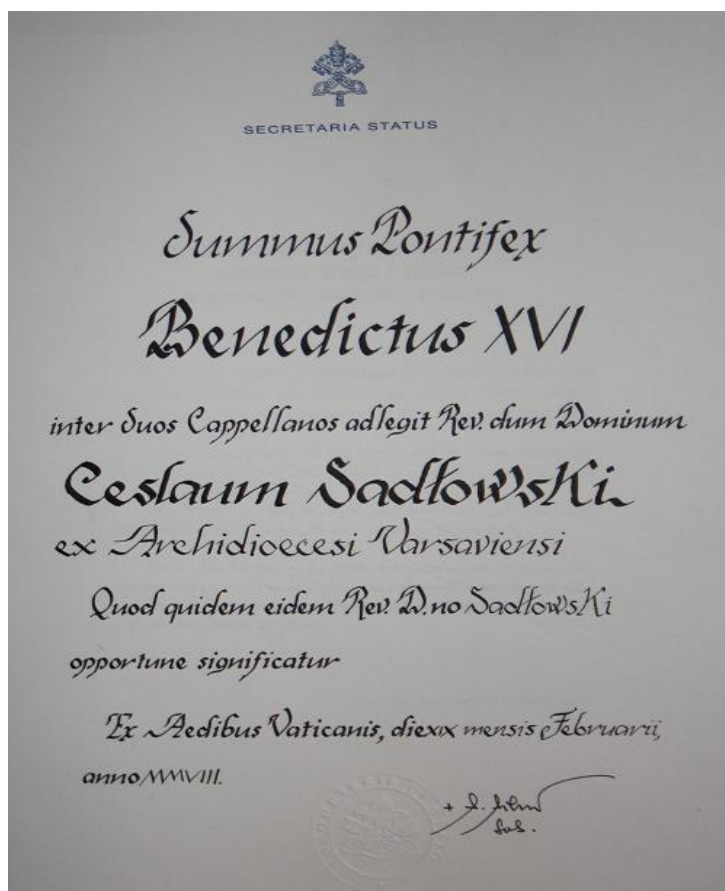 SECRETARIA STATUS
Summus Pontifex
Benedictus XVI
inter Suos Cappellanos adlegit Rev.dum Dominum
Ceslaum Sadłowski
ex Archidioecesi Varsaviensi
Quod quidem eidem Rev. D.no Sadłowski
opportune significatur
Ex Aedibus Vaticanis, die xix mensis Februarii,
anno MMVIII.